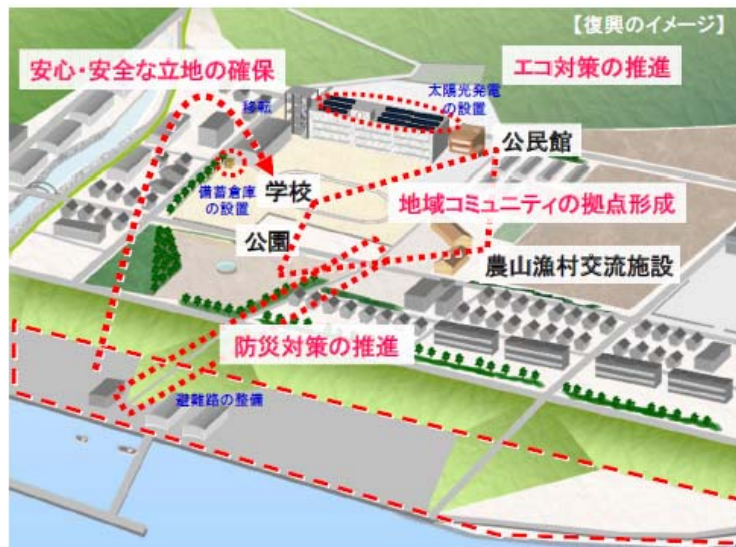 【復興のイメージ】
安心・安全な立地の確保
エコ対策の推進
太陽光発電
の設置
移転
公民館
備蓄倉庫
の設置
学校
地域コミュニティの拠点形成
公園
農山漁村交流施設
防災対策の推進
避難路の整備